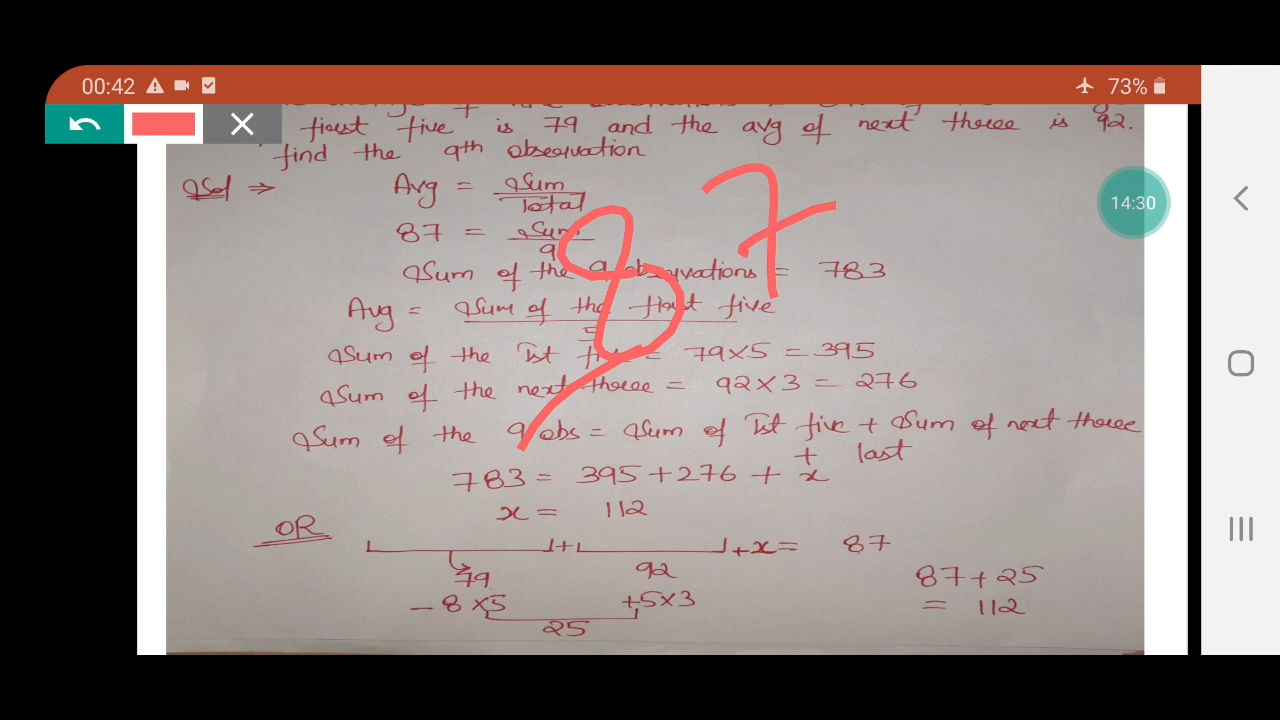 00:42
73%
first five is 79 and the avg of next three is 92.
find the 9th observation
14:30
Sol ⇒ Avg = Sum
Total
87 = Sum
9
87
Sum of the 9 observations = 783
Avg = Sum of the first five
5
Sum of the Ist five = 79×5 = 395
Sum of the next three = 92×3 = 276
Sum of the 9 obs = Sum of Ist five + Sum of next three
+ last
783 = 395+276 + x
x = 112
OR
+ +x = 87
79 92
-8×5 +5×3
25
87+25
= 112